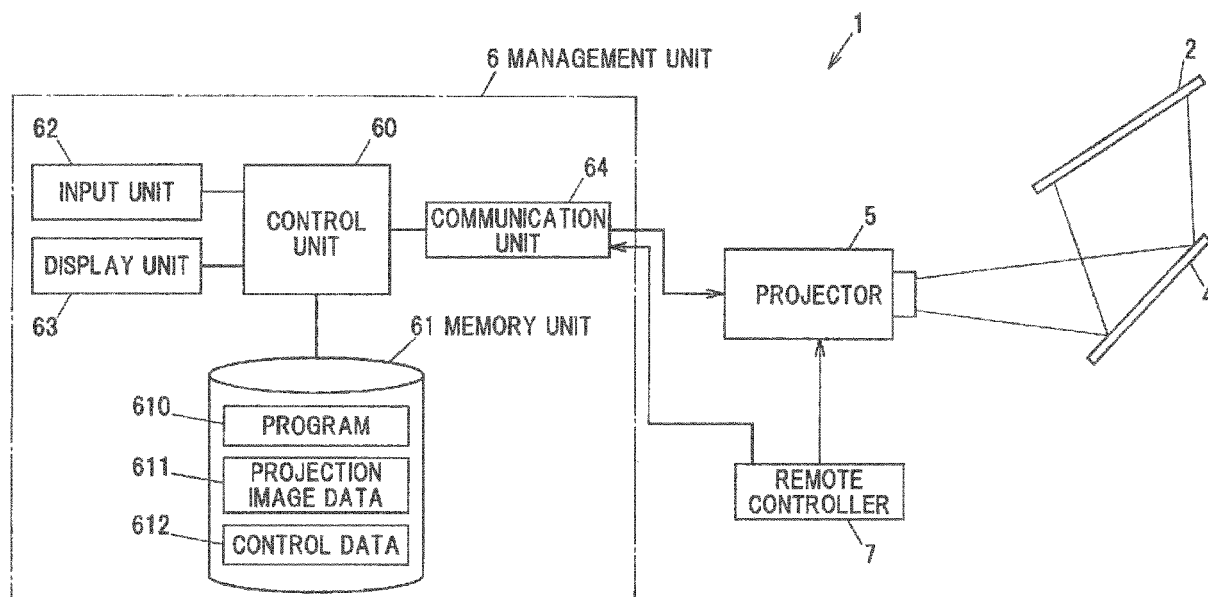 1
6 MANAGEMENT UNIT
2
62
60
64
INPUT UNIT
CONTROL
UNIT
COMMUNICATION
UNIT
5
DISPLAY UNIT
PROJECTOR
4
63
61 MEMORY UNIT
610
PROGRAM
611
PROJECTION
IMAGE DATA
REMOTE
CONTROLLER
612
CONTROL DATA
7